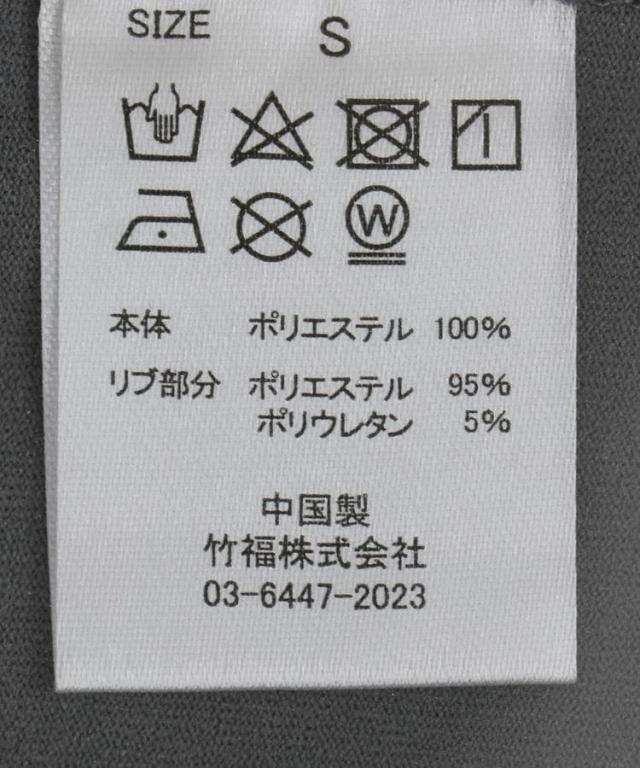 SIZE S
W
本体 ポリエステル 100%
リブ部分 ポリエステル 95%
ポリウレタン 5%
中国製
竹福株式会社
03-6447-2023